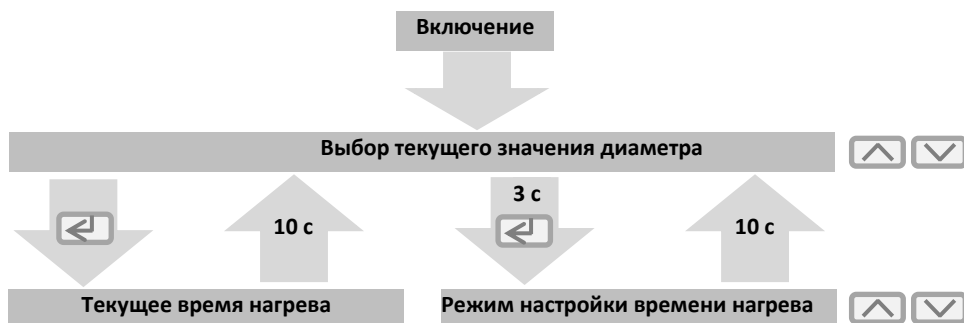 Включение
Выбор текущего значения диаметра
3 с
10 с
10 с
Текущее время нагрева
Режим настройки времени нагрева